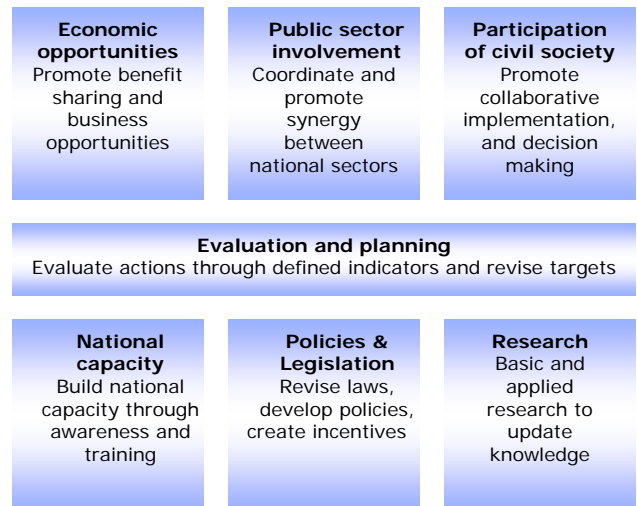 Economic
opportunities
Promote benefit
sharing and
business
opportunities
Public sector
involvement
Coordinate and
promote
synergy
between
national sectors
Participation
of civil society
Promote
collaborative
implementation,
and decision
making
Evaluation and planning
Evaluate actions through defined indicators and revise targets
National
capacity
Build national
capacity through
awareness and
training
Policies &
Legislation
Revise laws,
develop policies,
create incentives
Research
Basic and
applied
research to
update
knowledge